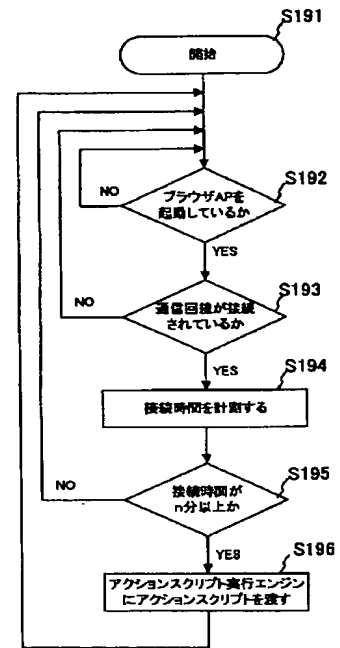 S191
開始
NO
ブラウザAPを
起動しているか
S192
YES
NO
通信回線が接続
されているか
S193
YES
S194
接続時間を計測する
NO
接続時間が
n分以上か
S195
YES
S196
アクションスクリプト実行エンジン
にアクションスクリプトを渡す